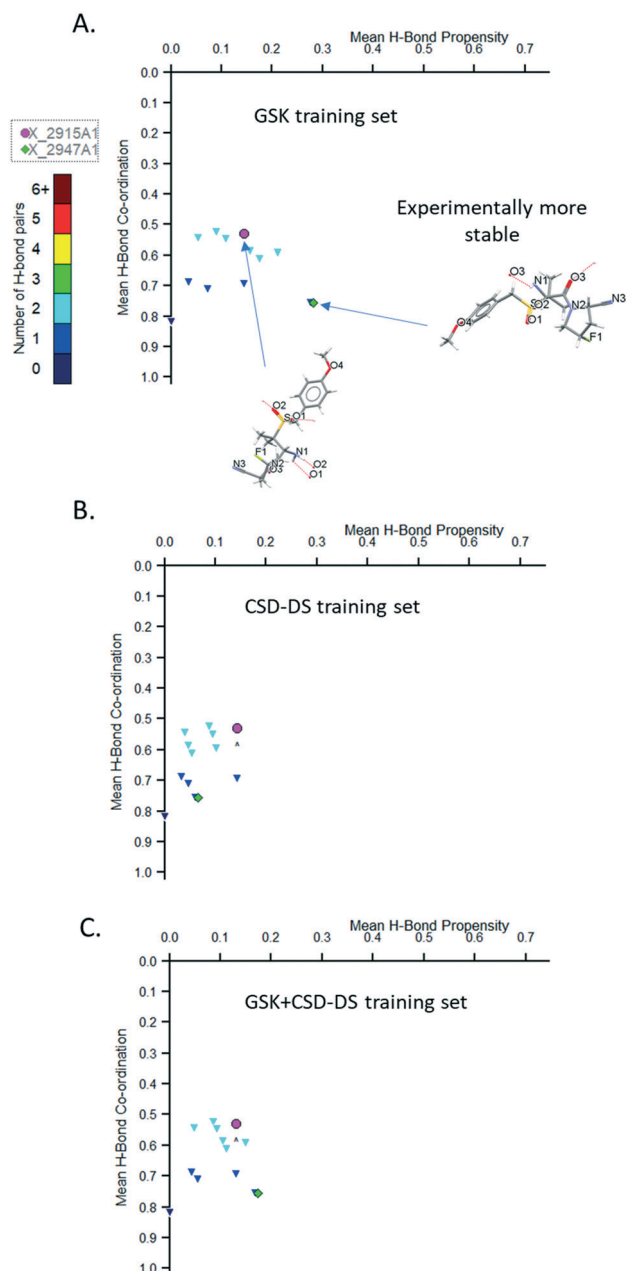 A.
Mean H-Bond Propensity
0.0 0.1 0.2 0.3 0.4 0.5 0.6 0.7
0.0
0.1
0.2
0.3
0.4
0.5
0.6
0.7
0.8
0.9
1.0
Mean H-Bond Co-ordination
GSK training set
X_2915A1
X_2947A1
Number of H-bond pairs
6+
5
4
3
2
1
0
Experimentally more
stable
O3 N1 O3
N2 N3
S O2
O4 O1 F1
O4
O2
S O1
F1 N1
N3 N2 O3 O2
O1
B.
Mean H-Bond Propensity
0.0 0.1 0.2 0.3 0.4 0.5 0.6 0.7
0.0
0.1
0.2
0.3
0.4
0.5
0.6
0.7
0.8
0.9
1.0
Mean H-Bond Co-ordination
CSD-DS training set
C.
Mean H-Bond Propensity
0.0 0.1 0.2 0.3 0.4 0.5 0.6 0.7
0.0
0.1
0.2
0.3
0.4
0.5
0.6
0.7
0.8
0.9
1.0
Mean H-Bond Co-ordination
GSK+CSD-DS training set